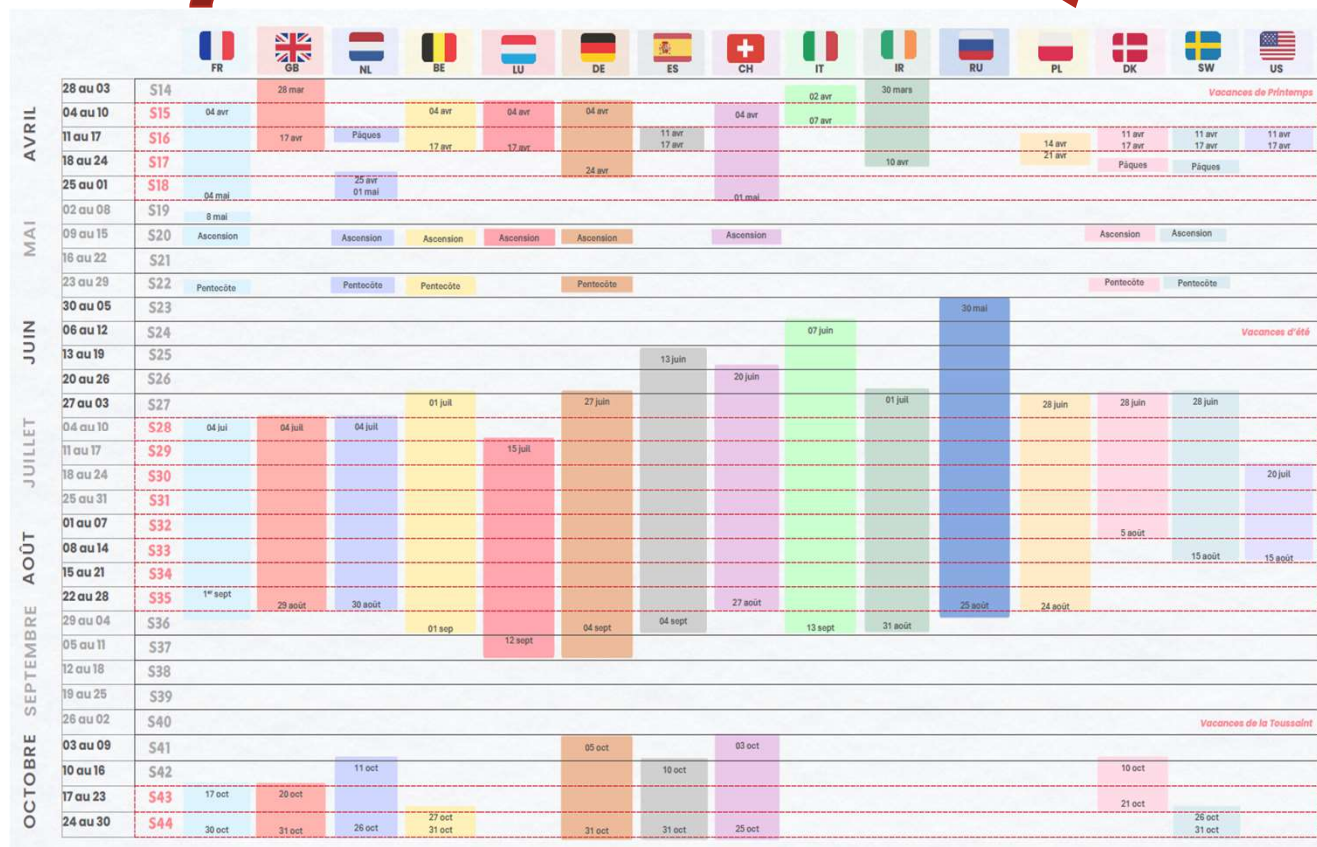 FR GB NL BE LU DE ES CH IT IR RU PL DK SW US
AVRIL
28 au 03 S14 28 mar 02 avr 30 mars Vacances de Printemps
04 au 10 S15 04 avr 04 avr 04 avr 04 avr 04 avr 07 avr
11 au 17 S16 17 avr Pâques 17 avr 17 avr 11 avr 17 avr 14 avr 11 avr 17 avr 11 avr 17 avr 11 avr 17 avr
18 au 24 S17 24 avr 10 avr 21 avr Pâques Pâques
25 au 01 S18 04 mai 25 avr 01 mai 01 mai
MAI
02 au 08 S19 8 mai
09 au 15 S20 Ascension Ascension Ascension Ascension Ascension Ascension Ascension Ascension
16 au 22 S21
23 au 29 S22 Pentecôte Pentecôte Pentecôte Pentecôte Pentecôte Pentecôte
JUIN
30 au 05 S23 30 mai
06 au 12 S24 07 juin Vacances d'été
13 au 19 S25 13 juin
20 au 26 S26 20 juin
27 au 03 S27 01 juil 27 juin 01 juil 28 juin 28 juin 28 juin
JUILLET
04 au 10 S28 04 jui 04 juil 04 juil
11 au 17 S29 15 juil
18 au 24 S30 20 juil
25 au 31 S31
AOÛT
01 au 07 S32 5 août
08 au 14 S33 15 août 15 août
15 au 21 S34
22 au 28 S35 1er sept 29 août 30 août 27 août 25 août 24 août
SEPTEMBRE
29 au 04 S36 01 sep 04 sept 04 sept 13 sept 31 août
05 au 11 S37 12 sept
12 au 18 S38
19 au 25 S39
26 au 02 S40 Vacances de la Toussaint
OCTOBRE
03 au 09 S41 05 oct 03 oct
10 au 16 S42 11 oct 10 oct 10 oct
17 au 23 S43 17 oct 20 oct 21 oct
24 au 30 S44 30 oct 31 oct 26 oct 27 oct 31 oct 31 oct 31 oct 25 oct 26 oct 31 oct